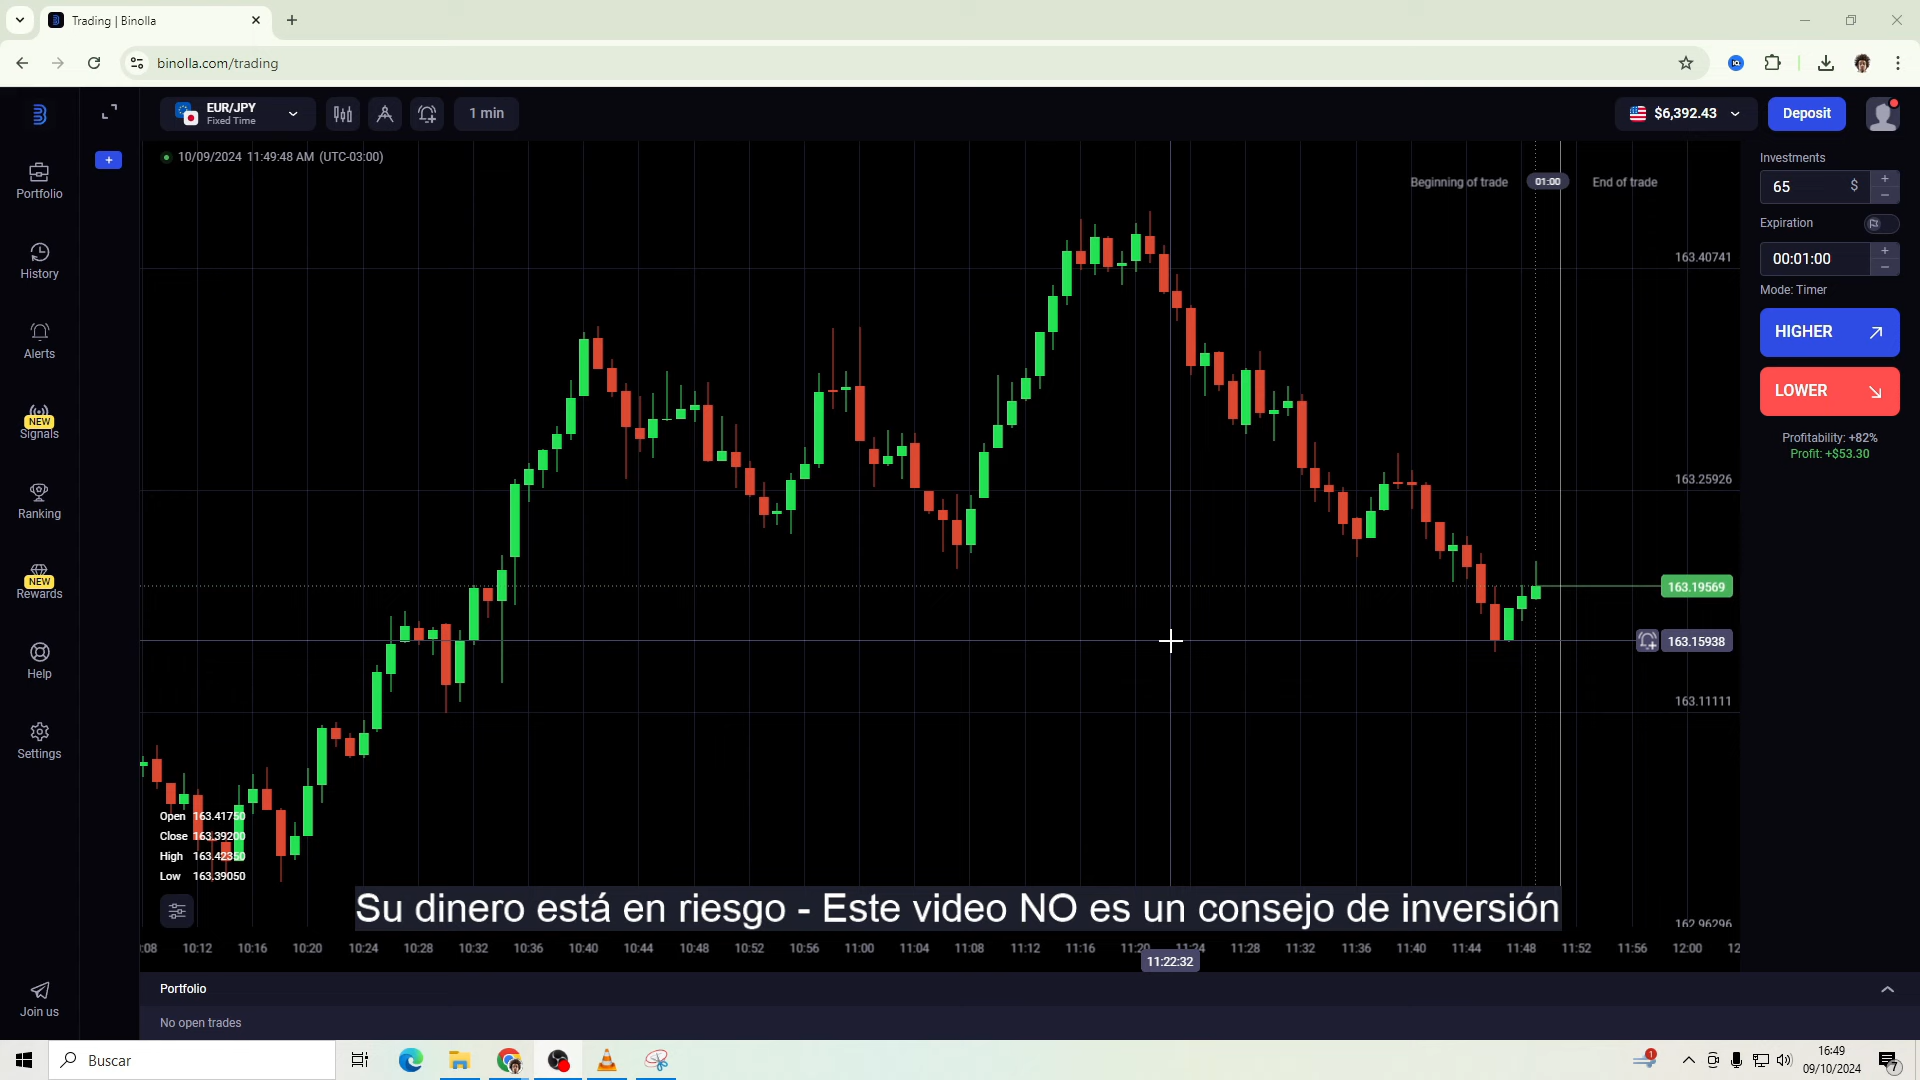 Trading | Binolla
binolla.com/trading
EUR/JPY
Fixed Time
1 min
$6,392.43
Deposit
10/09/2024 11:49:48 AM (UTC-03:00)
Beginning of trade
01:00
End of trade
Portfolio
History
Alerts
NEW
Signals
Ranking
NEW
Rewards
Help
Settings
Join us
Investments
65 $
Expiration
00:01:00
Mode: Timer
HIGHER
LOWER
Profitability: +82%
Profit: +$53.30
163.40741
163.25926
163.19569
163.15938
163.11111
162.96296
Open 163.41750
Close 163.39200
High 163.42350
Low 163.39050
Su dinero está en riesgo - Este video NO es un consejo de inversión
:08 10:12 10:16 10:20 10:24 10:28 10:32 10:36 10:40 10:44 10:48 10:52 10:56 11:00 11:04 11:08 11:12 11:16 11:20 11:24 11:28 11:32 11:36 11:40 11:44 11:48 11:52 11:56 12:00 12
11:22:32
Portfolio
No open trades
Buscar
1
16:49
09/10/2024
7